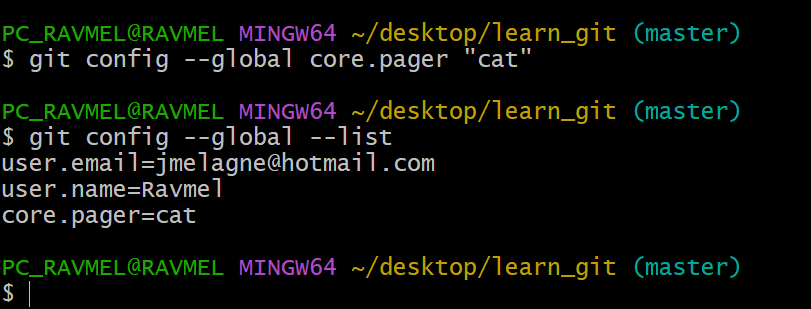 PC_RAVMEL@RAVMEL MINGW64 ~/desktop/learn_git (master)
$ git config --global core.pager "cat"
PC_RAVMEL@RAVMEL MINGW64 ~/desktop/learn_git (master)
$ git config --global --list
user.email=jmelagne@hotmail.com
user.name=Ravmel
core.pager=cat
PC_RAVMEL@RAVMEL MINGW64 ~/desktop/learn_git (master)
$